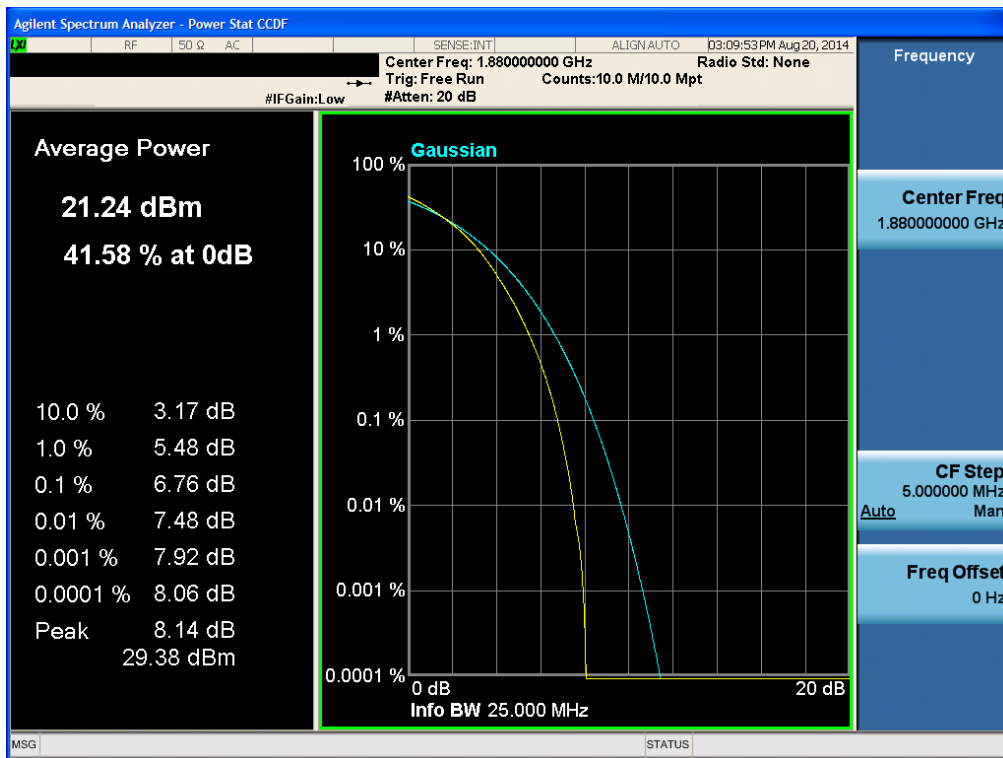 Agilent Spectrum Analyzer - Power Stat CCDF
LXI RF 50 Ω AC SENSE:INT ALIGN AUTO 03:09:53 PM Aug 20, 2014
Center Freq: 1.880000000 GHz Radio Std: None
Trig: Free Run Counts:10.0 M/10.0 Mpt
#IFGain:Low #Atten: 20 dB
Average Power
21.24 dBm
41.58 % at 0dB
10.0 % 3.17 dB
1.0 % 5.48 dB
0.1 % 6.76 dB
0.01 % 7.48 dB
0.001 % 7.92 dB
0.0001 % 8.06 dB
Peak 8.14 dB
29.38 dBm
Gaussian
100 %
10 %
1 %
0.1 %
0.01 %
0.001 %
0.0001 %
0 dB 20 dB
Info BW 25.000 MHz
Frequency
Center Freq
1.880000000 GHz
CF Step
5.000000 MHz
Auto Man
Freq Offset
0 Hz
MSG STATUS